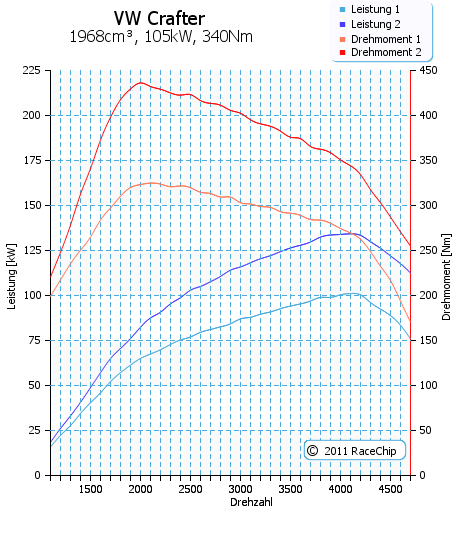 VW Crafter
1968cm³, 105kW, 340Nm
Leistung 1
Leistung 2
Drehmoment 1
Drehmoment 2
225
200
175
150
125
100
75
50
25
0
Leistung [kW]
450
400
350
300
250
200
150
100
50
0
Drehmoment [Nm]
© 2011 RaceChip
1500 2000 2500 3000 3500 4000 4500
Drehzahl